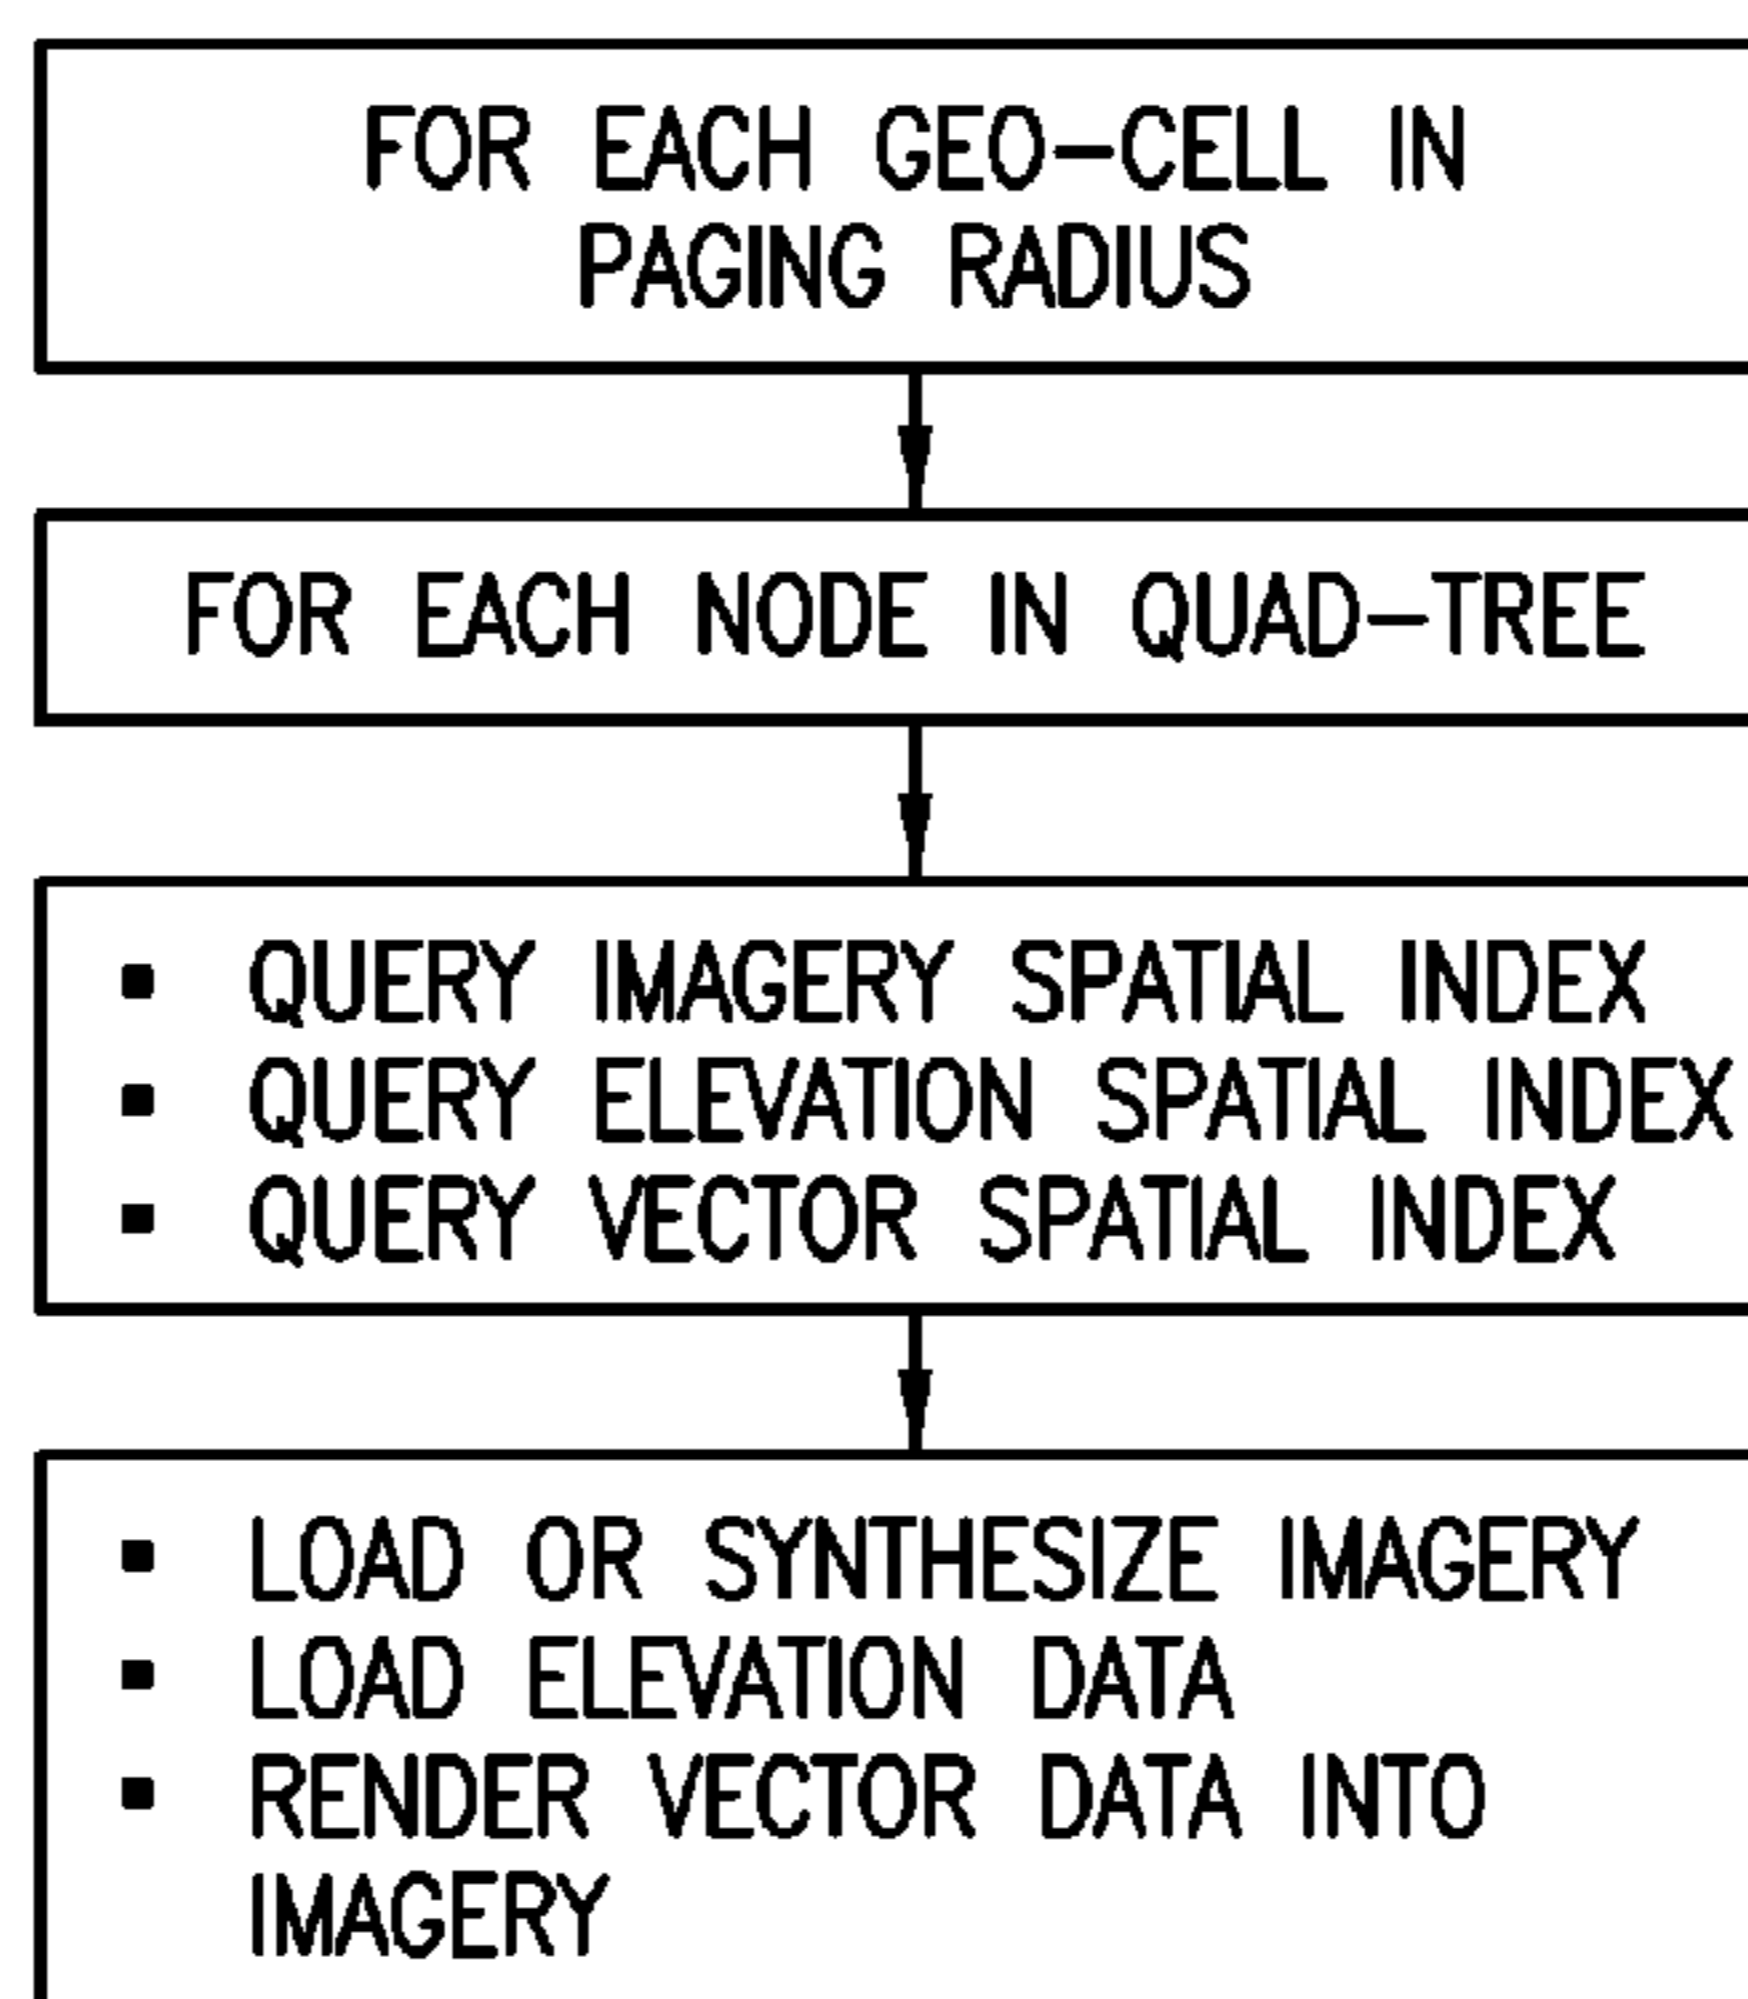 FOR EACH GEO-CELL IN
PAGING RADIUS
FOR EACH NODE IN QUAD-TREE
▪ QUERY IMAGERY SPATIAL INDEX
▪ QUERY ELEVATION SPATIAL INDEX
▪ QUERY VECTOR SPATIAL INDEX
▪ LOAD OR SYNTHESIZE IMAGERY
▪ LOAD ELEVATION DATA
▪ RENDER VECTOR DATA INTO
IMAGERY